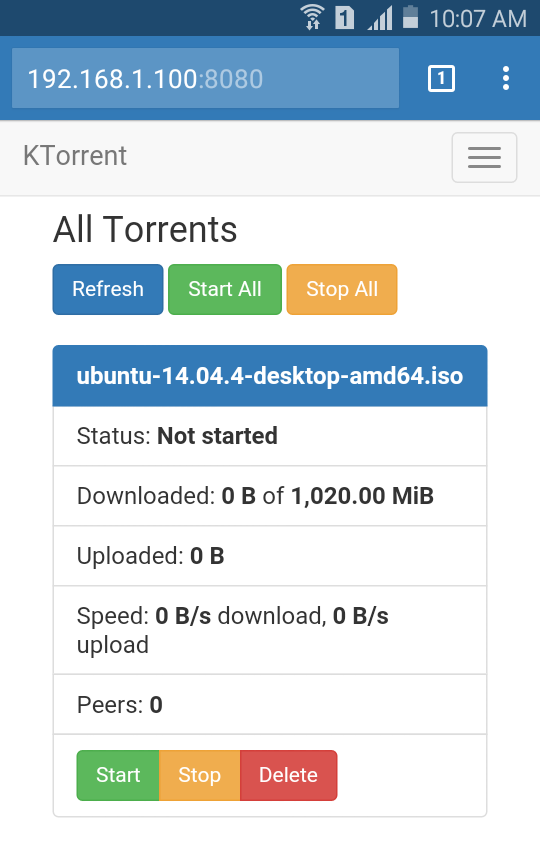 1 10:07 AM
192.168.1.100:8080 1
KTorrent
All Torrents
Refresh Start All Stop All
ubuntu-14.04.4-desktop-amd64.iso
Status: Not started
Downloaded: 0 B of 1,020.00 MiB
Uploaded: 0 B
Speed: 0 B/s download, 0 B/s
upload
Peers: 0
Start Stop Delete